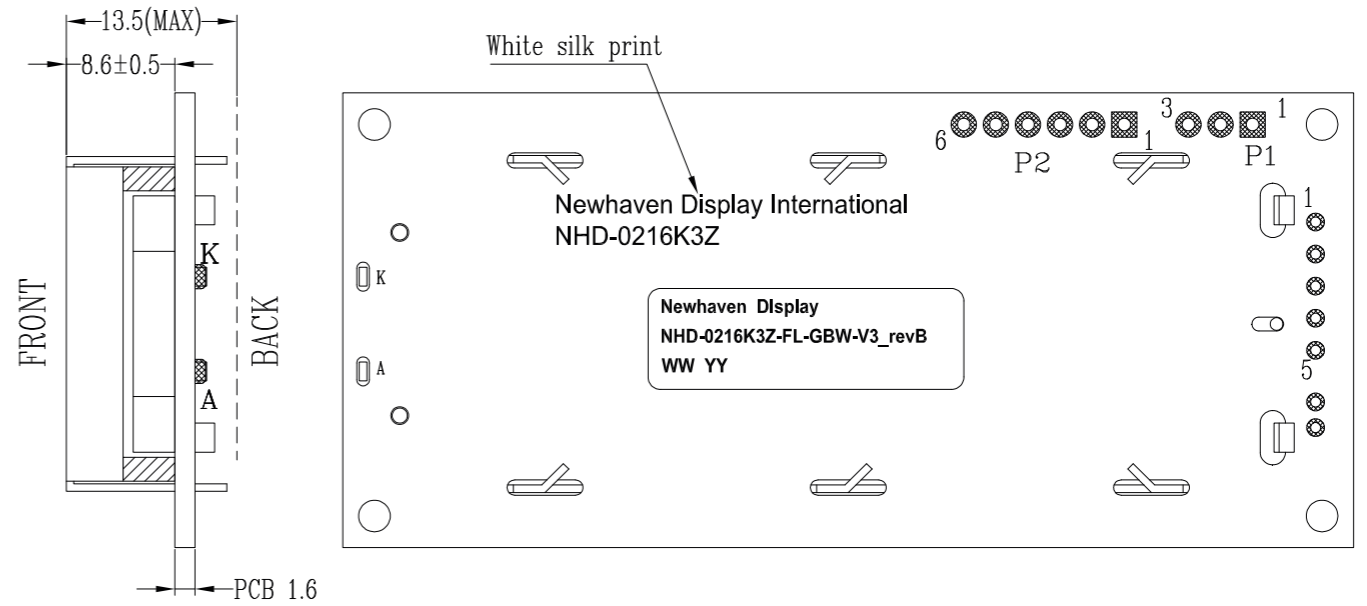 13.5(MAX)
8.6±0.5
White silk print
3
1
6
1
P2
P1
Newhaven Display International
NHD-0216K3Z
1
K
K
FRONT
BACK
Newhaven DIsplay
NHD-0216K3Z-FL-GBW-V3_revB
WW YY
A
A
5
PCB 1.6